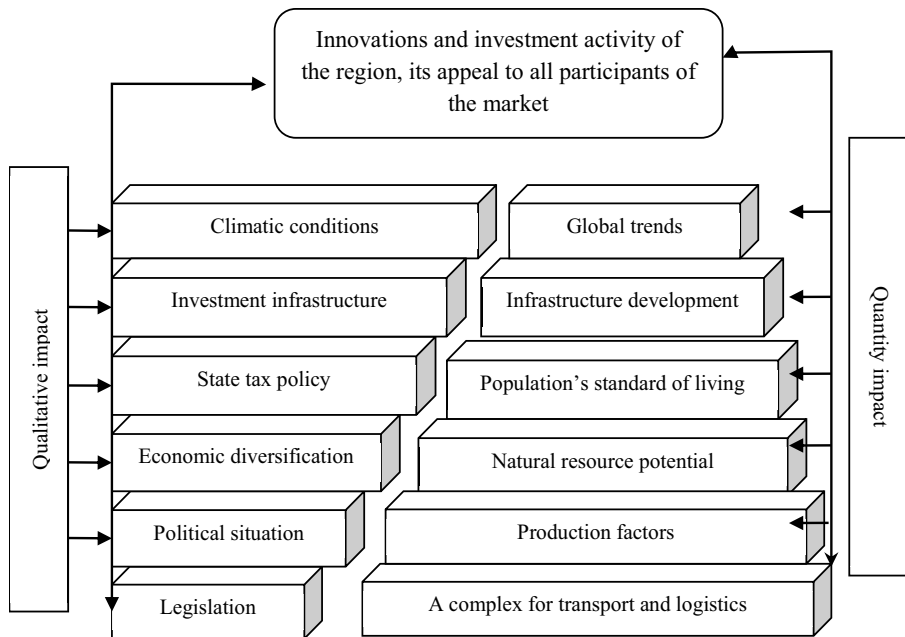 Innovations and investment activity of
the region, its appeal to all participants of
the market
Qualitative impact
Climatic conditions
Investment infrastructure
State tax policy
Economic diversification
Political situation
Legislation
Global trends
Infrastructure development
Population’s standard of living
Natural resource potential
Production factors
A complex for transport and logistics
Quantity impact